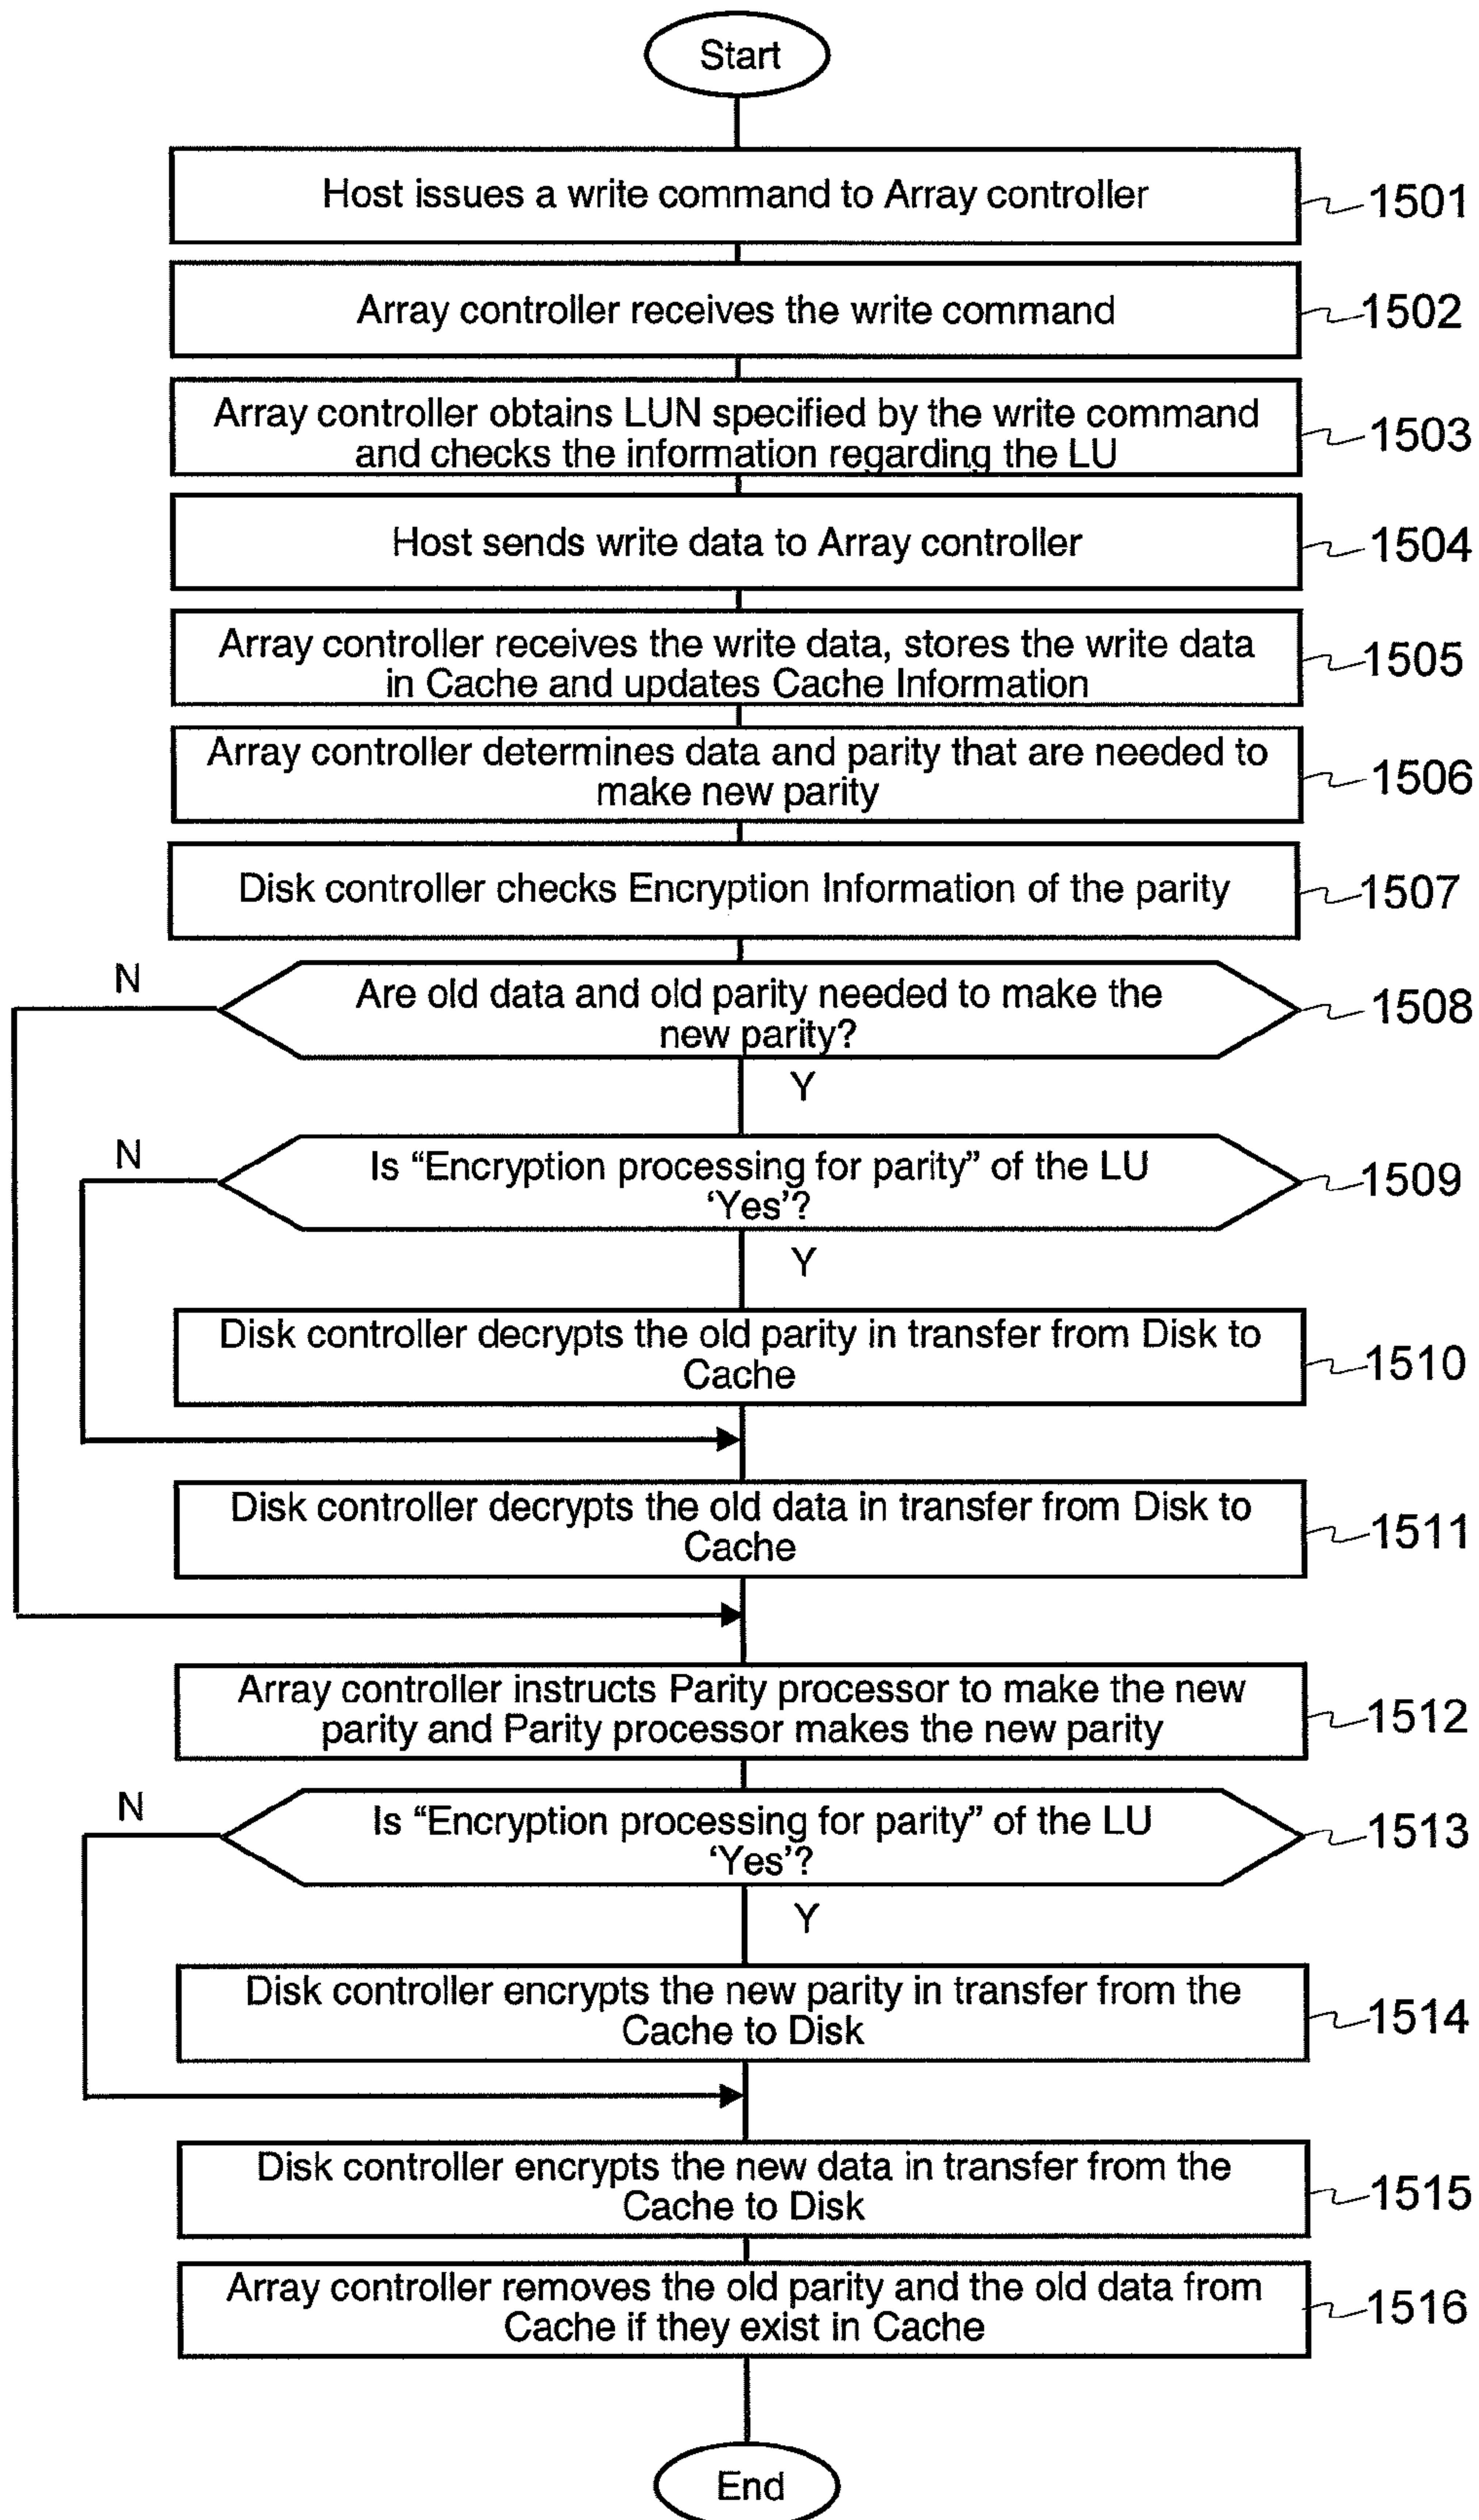 Start
Host issues a write command to Array controller
1501
Array controller receives the write command
1502
Array controller obtains LUN specified by the write command
and checks the information regarding the LU
1503
Host sends write data to Array controller
1504
Array controller receives the write data, stores the write data
in Cache and updates Cache Information
1505
Array controller determines data and parity that are needed to
make new parity
1506
Disk controller checks Encryption Information of the parity
1507
N
Are old data and old parity needed to make the
new parity?
1508
Y
N
Is “Encryption processing for parity” of the LU
‘Yes’?
1509
Y
Disk controller decrypts the old parity in transfer from Disk to
Cache
1510
Disk controller decrypts the old data in transfer from Disk to
Cache
1511
Array controller instructs Parity processor to make the new
parity and Parity processor makes the new parity
1512
N
Is “Encryption processing for parity” of the LU
‘Yes’?
1513
Y
Disk controller encrypts the new parity in transfer from the
Cache to Disk
1514
Disk controller encrypts the new data in transfer from the
Cache to Disk
1515
Array controller removes the old parity and the old data from
Cache if they exist in Cache
1516
End